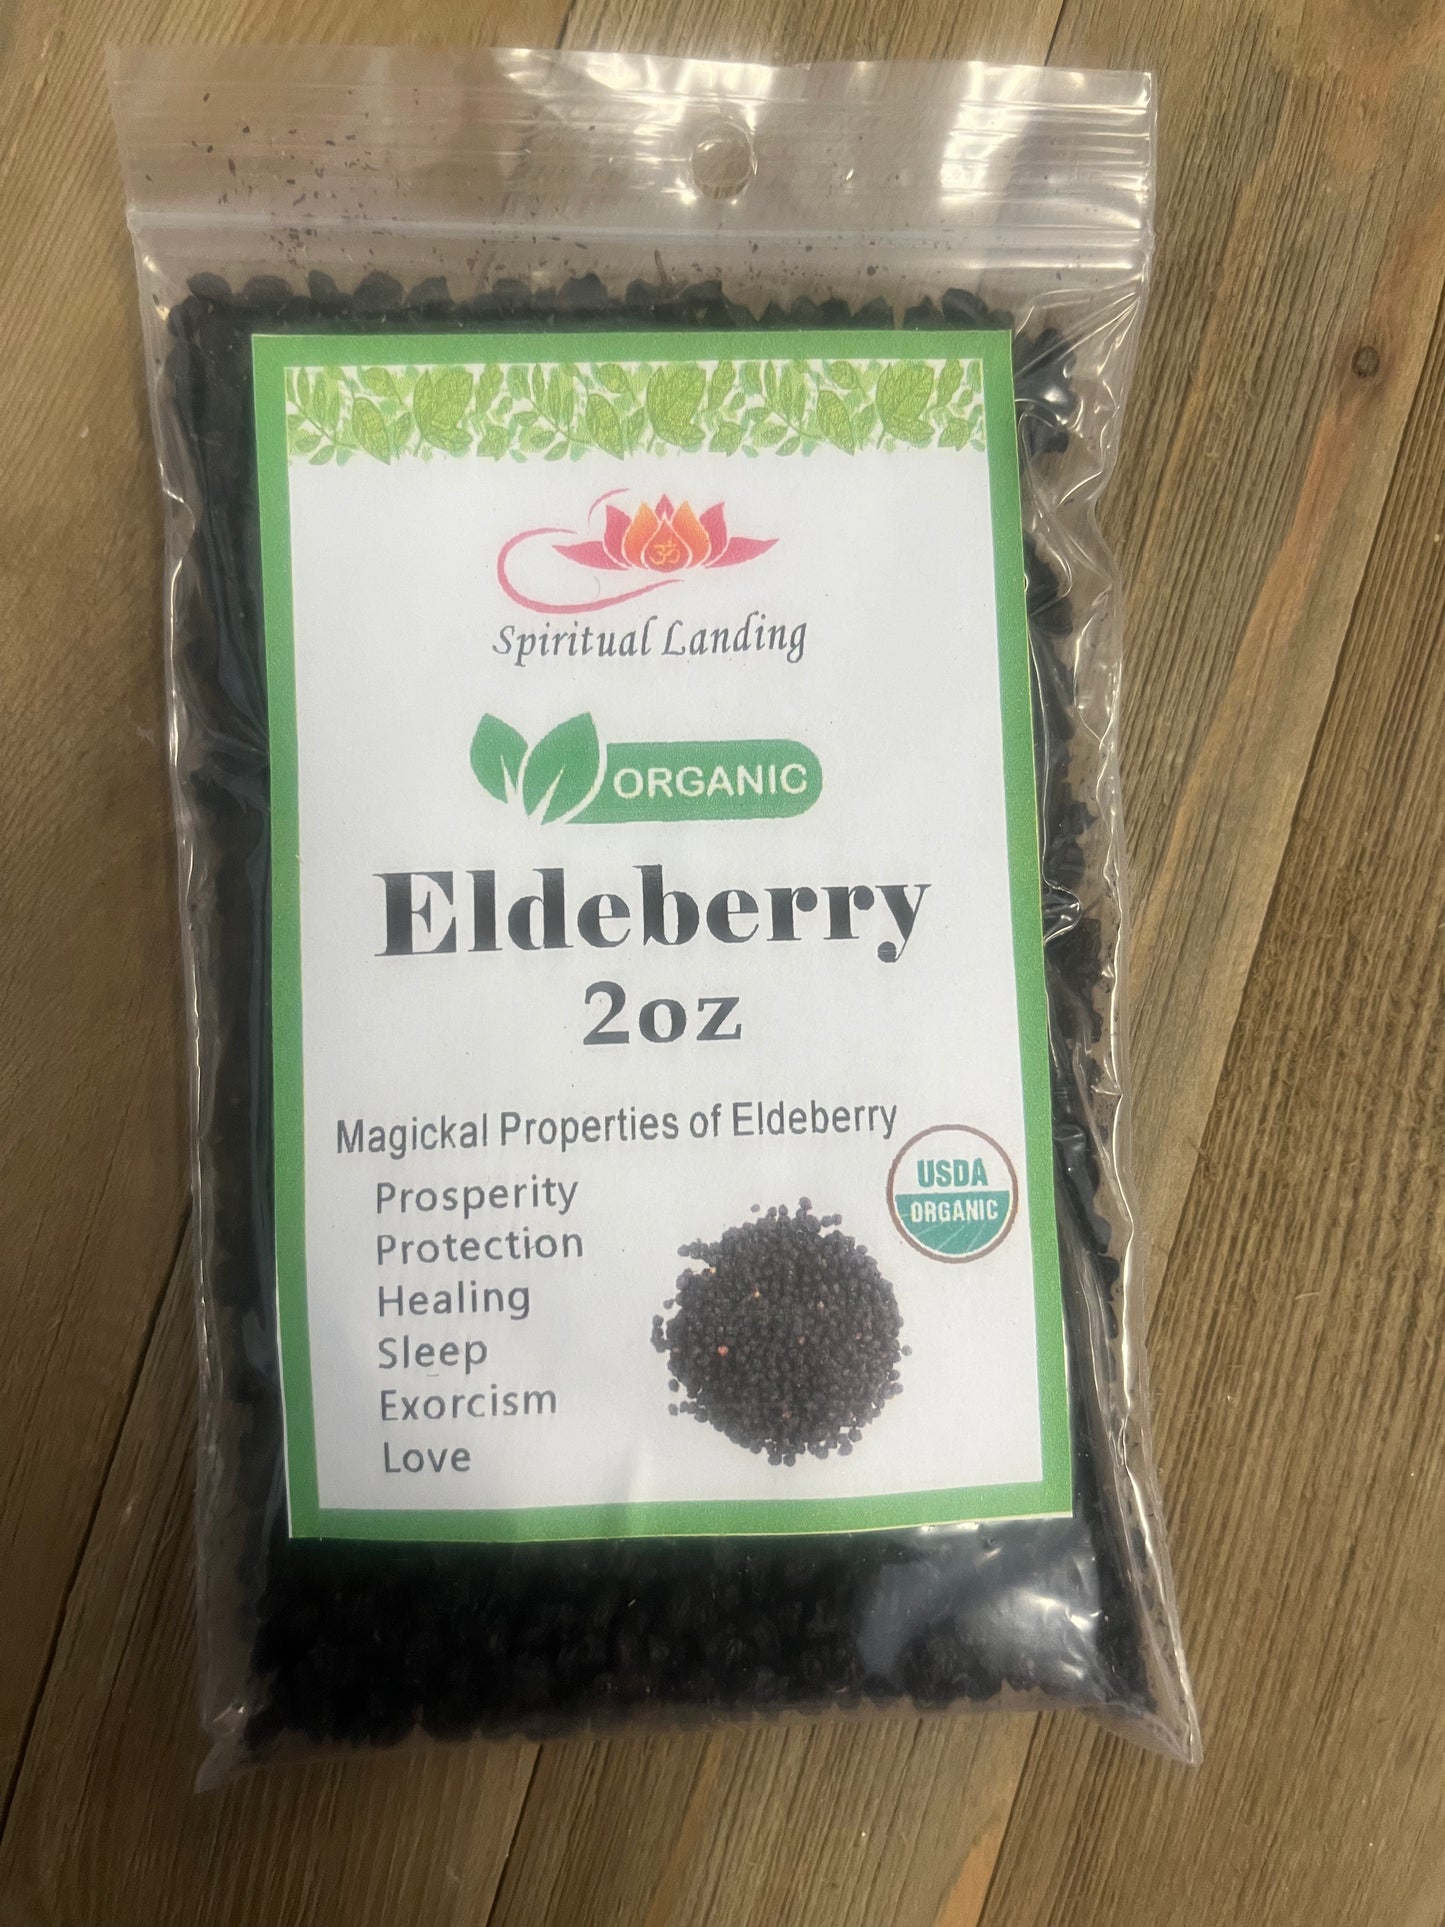 ॐ
Spiritual Landing
ORGANIC
Eldeberry
2oz
Magickal Properties of Eldeberry
Prosperity
Protection
Healing
Sleep
Exorcism
Love
USDA
ORGANIC